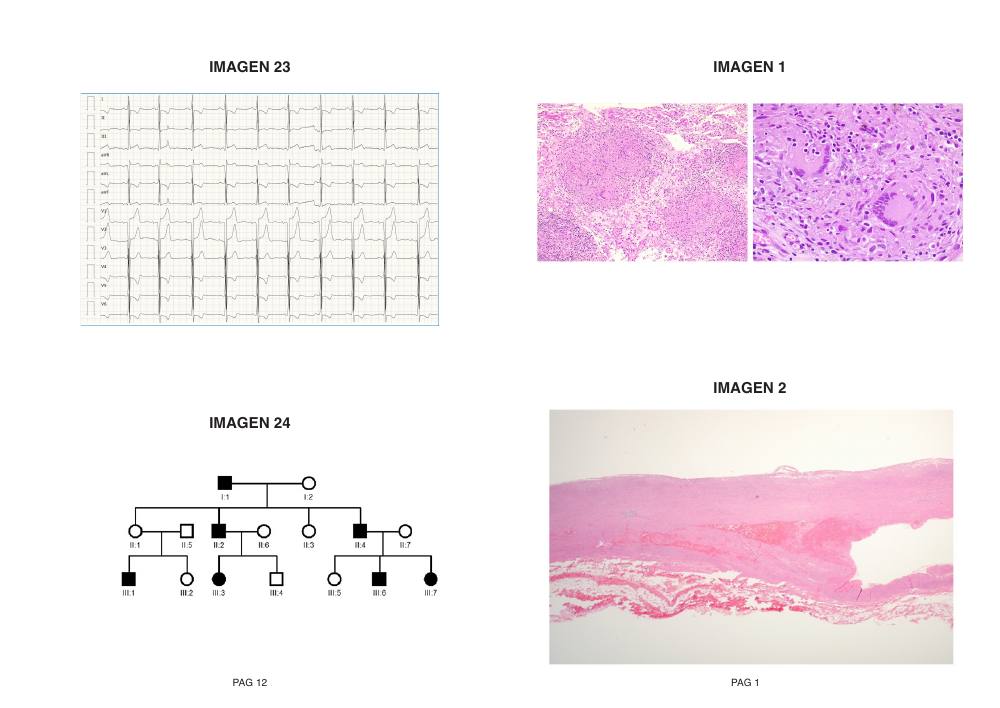 IMAGEN 23
I
II
III
aVR
aVL
aVF
V1
V2
V3
V4
V5
V6
IMAGEN 24
I:1 I:2
II:1 II:5 II:2 II:6 II:3 II:4 II:7
III:1 III:2 III:3 III:4 III:5 III:6 III:7
PAG 12
IMAGEN 1
IMAGEN 2
PAG 1